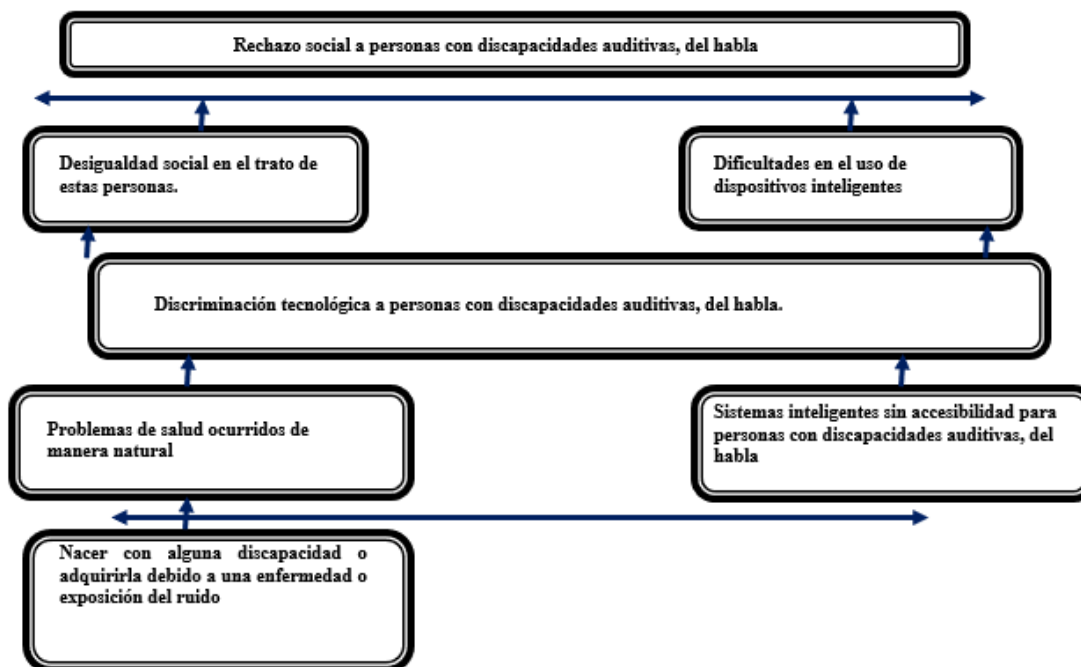 Rechazo social a personas con discapacidades auditivas, del habla
Desigualdad social en el trato de
estas personas.
Dificultades en el uso de
dispositivos inteligentes
Discriminación tecnológica a personas con discapacidades auditivas, del habla.
Problemas de salud ocurridos de
manera natural
Sistemas inteligentes sin accesibilidad para
personas con discapacidades auditivas, del
habla
Nacer con alguna discapacidad o
adquirirla debido a una enfermedad o
exposición del ruido